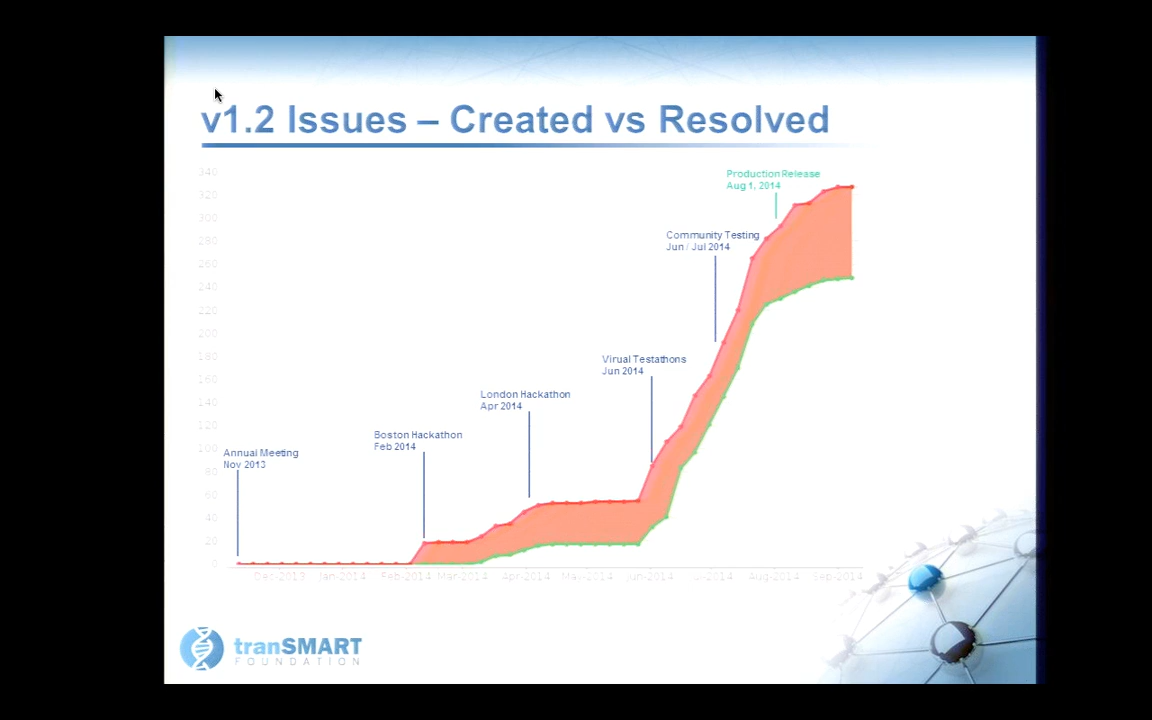 v1.2 Issues – Created vs Resolved
340
320
300
280
260
240
220
200
180
160
140
120
100
80
60
40
20
0
Production Release
Aug 1, 2014
Community Testing
Jun / Jul 2014
Virual Testathons
Jun 2014
London Hackathon
Apr 2014
Boston Hackathon
Feb 2014
Annual Meeting
Nov 2013
Dec-2013 Jan-2014 Feb-2014 Mar-2014 Apr-2014 May-2014 Jun-2014 Aug-2014 Sep-2014
tranSMART
FOUNDATION